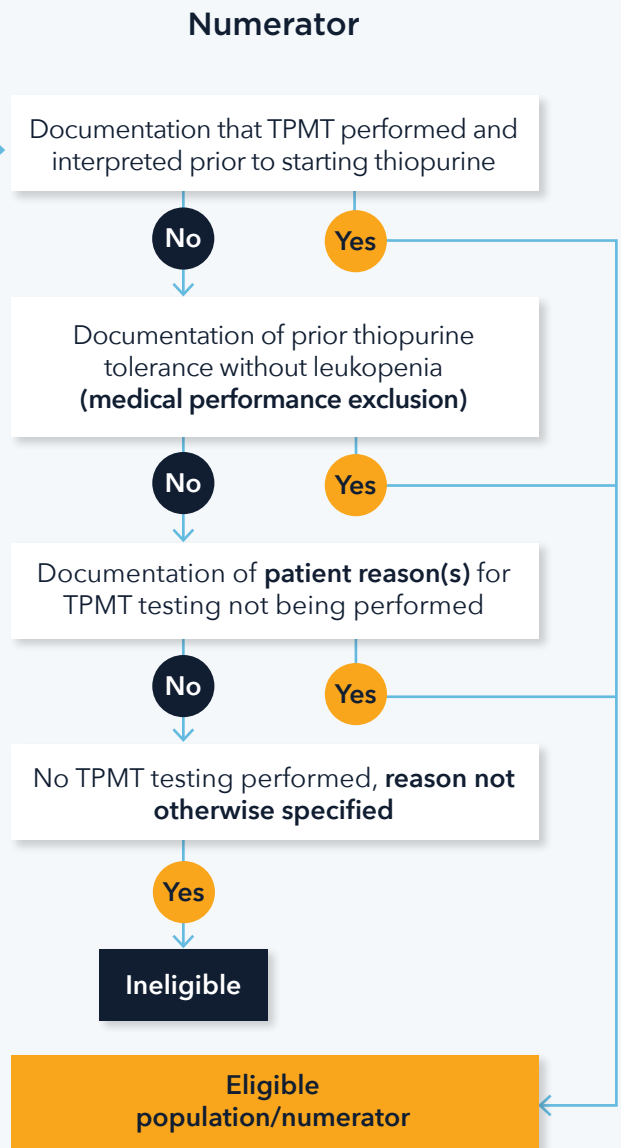 Numerator
Documentation that TPMT performed and
interpreted prior to starting thiopurine
No
Yes
Documentation of prior thiopurine
tolerance without leukopenia
(medical performance exclusion)
No
Yes
Documentation of patient reason(s) for
TPMT testing not being performed
No
Yes
No TPMT testing performed, reason not
otherwise specified
Yes
Ineligible
Eligible
population/numerator